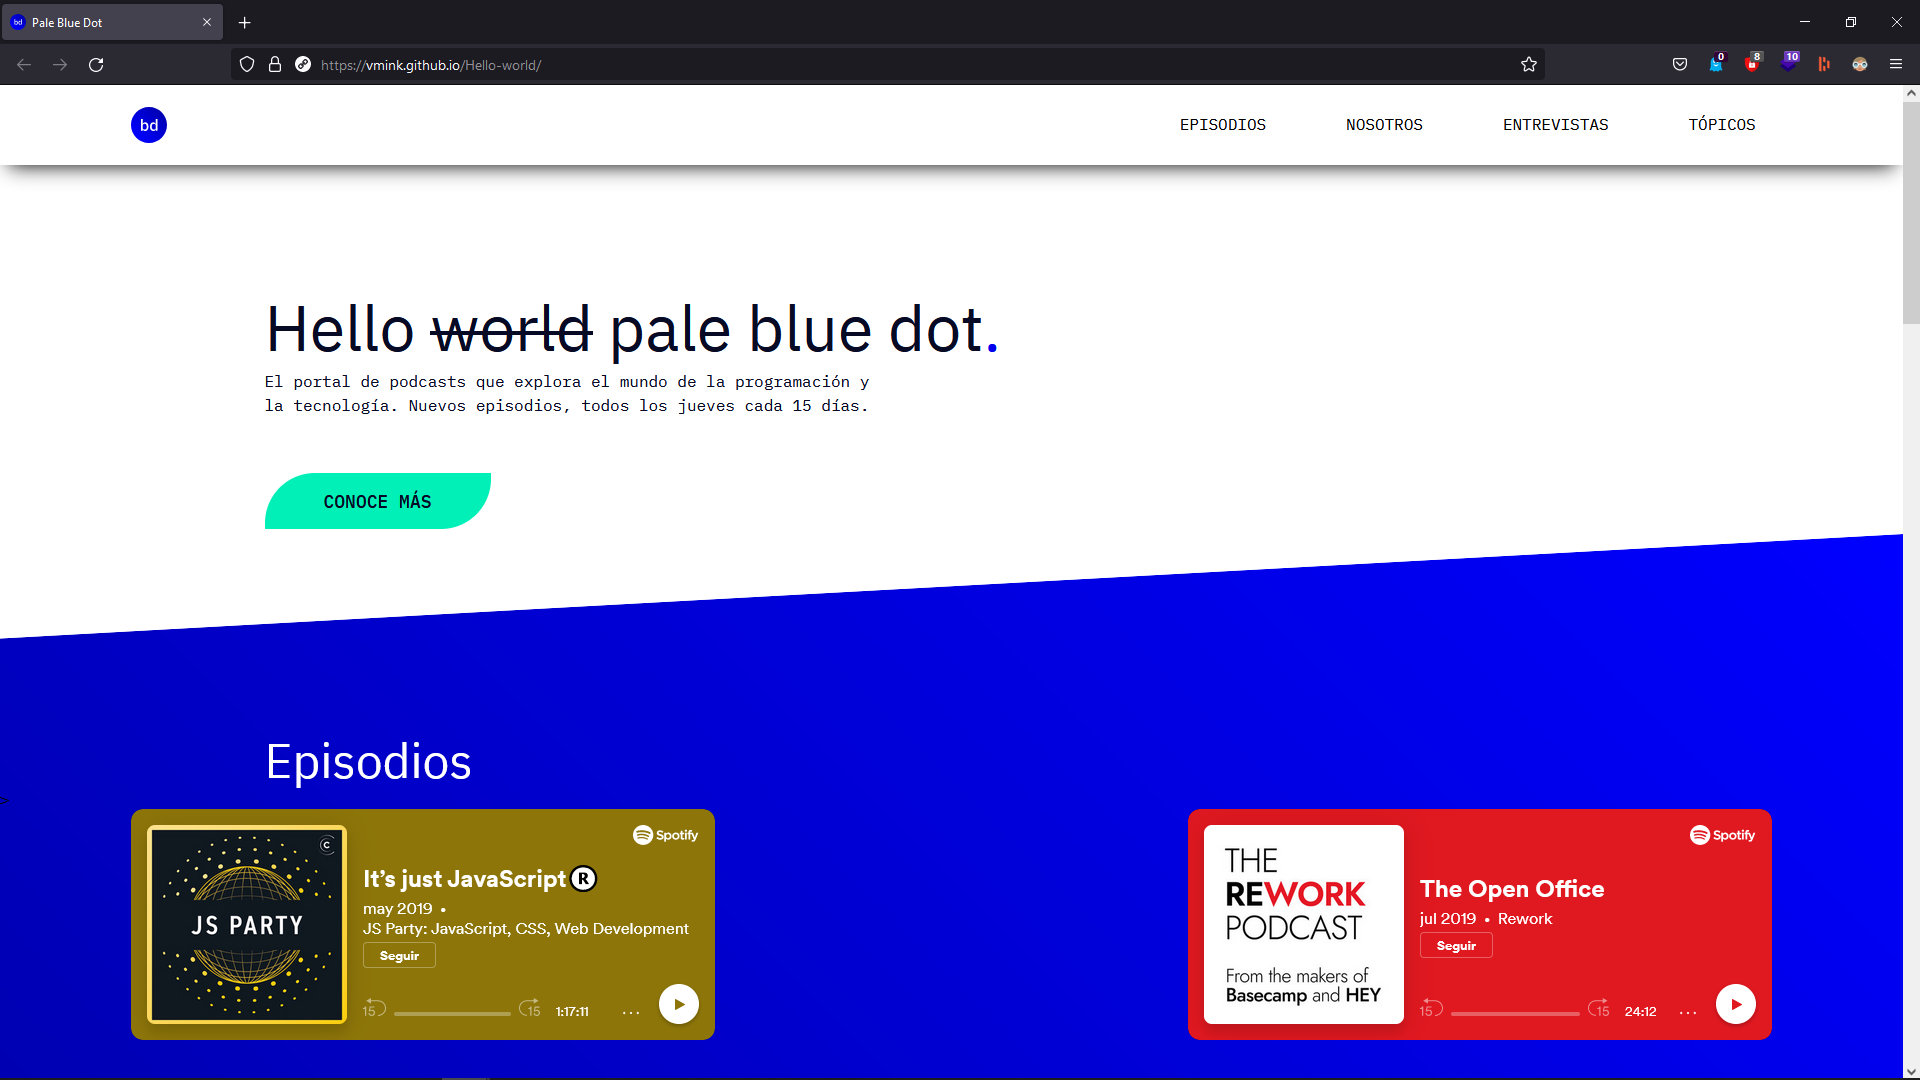 bd Pale Blue Dot
https://vmink.github.io/Hello-world/
0 8 10
bd
EPISODIOS NOSOTROS ENTREVISTAS TÓPICOS
Hello world pale blue dot.
El portal de podcasts que explora el mundo de la programación y
la tecnología. Nuevos episodios, todos los jueves cada 15 días.
CONOCE MÁS
Episodios
>
C
JS PARTY
Spotify
It’s just JavaScript®
may 2019 •
JS Party: JavaScript, CSS, Web Development
Seguir
15 15 1:17:11 ...
THE
REWORK
PODCAST
From the makers of
Basecamp and HEY
Spotify
The Open Office
jul 2019 • Rework
Seguir
15 15 24:12 ...